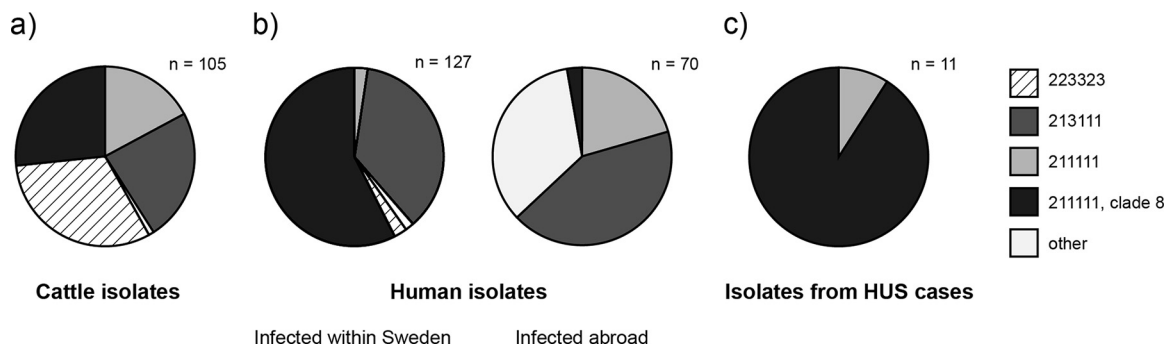 a)
n = 105
Cattle isolates
b)
n = 127
n = 70
Human isolates
Infected within Sweden
Infected abroad
c)
n = 11
Isolates from HUS cases
223323
213111
211111
211111, clade 8
other